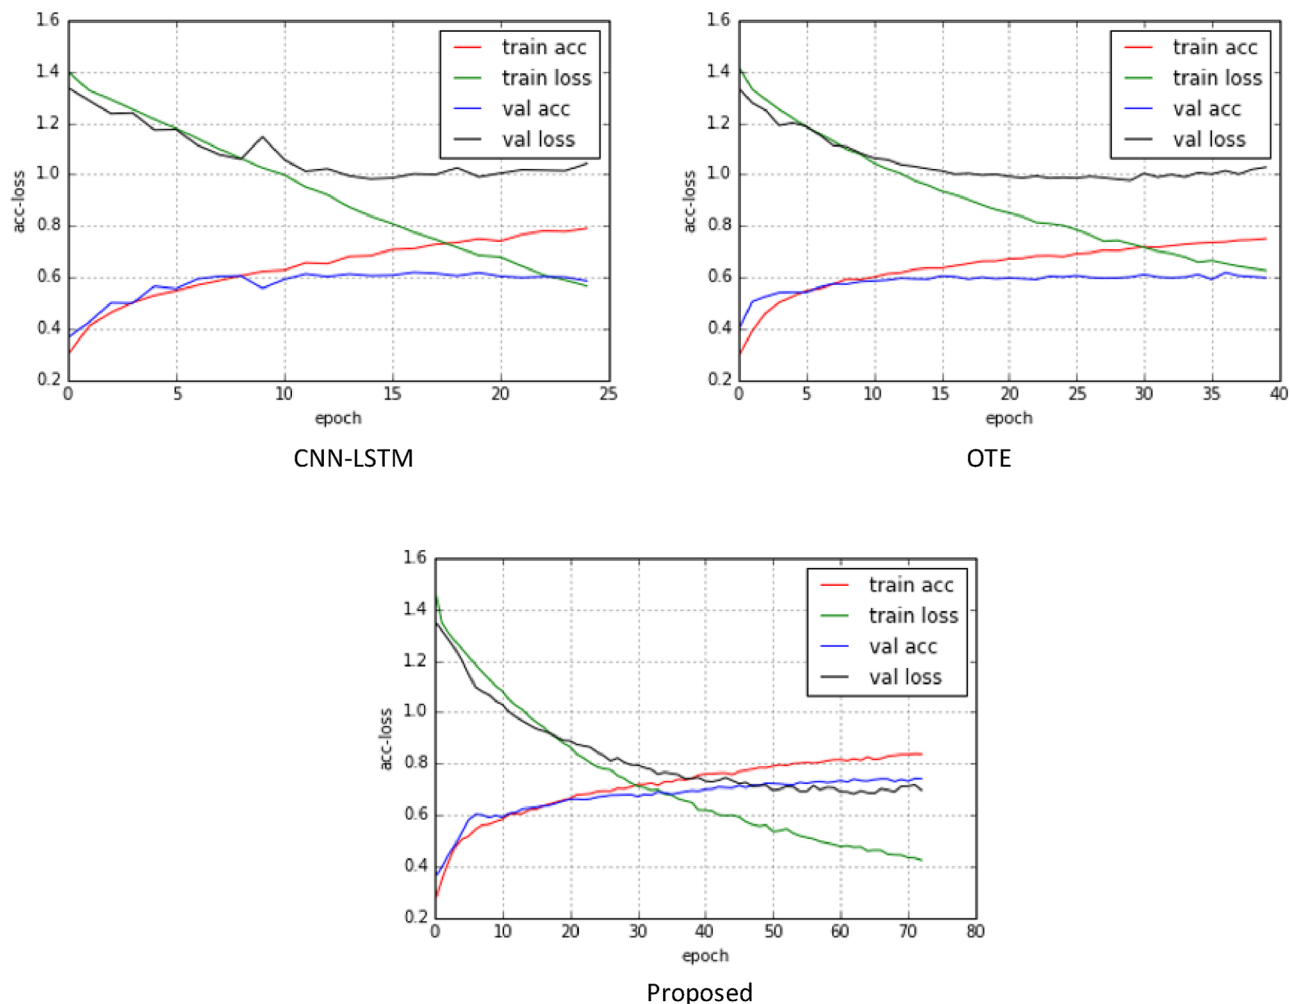 1.6
1.4
1.2
1.0
0.8
0.6
0.4
0.2
acc-loss
train acc
train loss
val acc
val loss
0 5 10 15 20 25
epoch
CNN-LSTM
1.6
1.4
1.2
1.0
0.8
0.6
0.4
0.2
acc-loss
train acc
train loss
val acc
val loss
0 5 10 15 20 25 30 35 40
epoch
OTE
1.6
1.4
1.2
1.0
0.8
0.6
0.4
0.2
acc-loss
train acc
train loss
val acc
val loss
0 10 20 30 40 50 60 70 80
epoch
Proposed